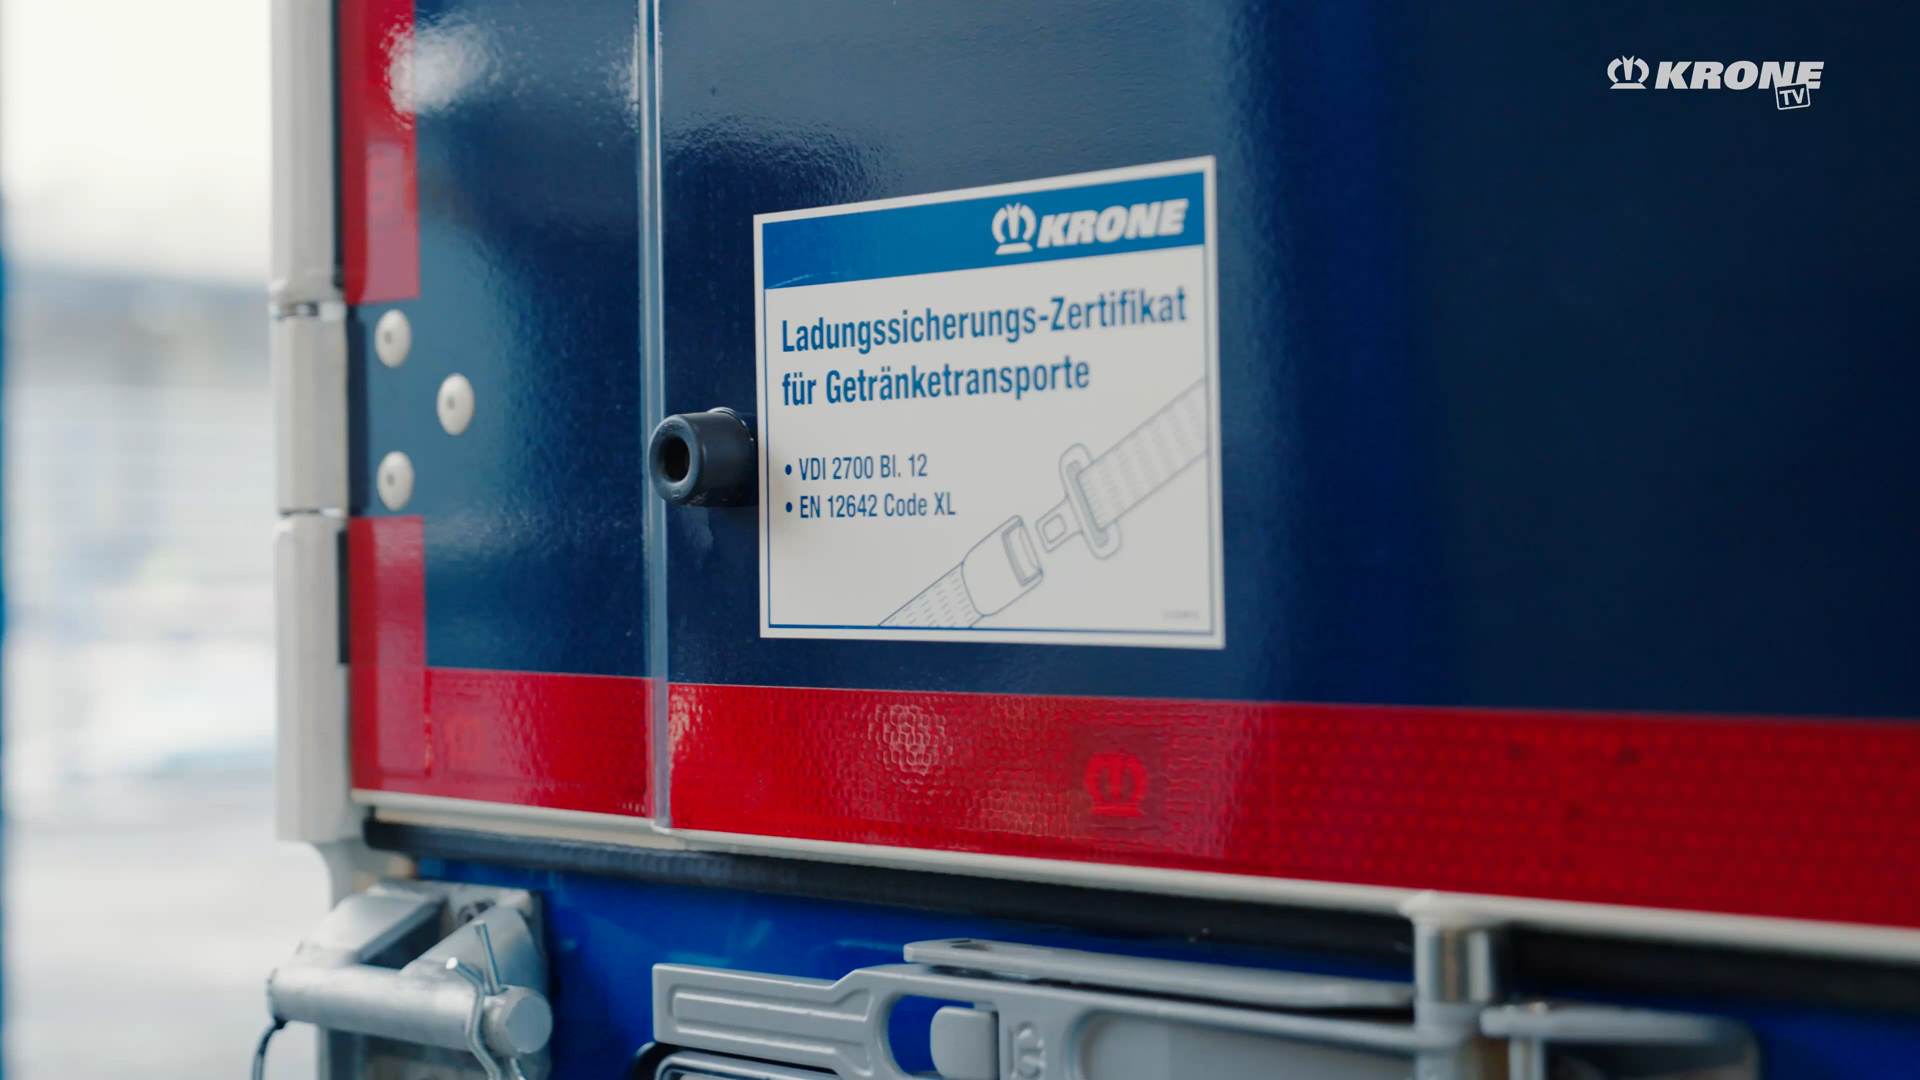 KRONE
TV
KRONE
Ladungssicherungs-Zertifikat
für Getränketransporte
• VDI 2700 Bl. 12
• EN 12642 Code XL